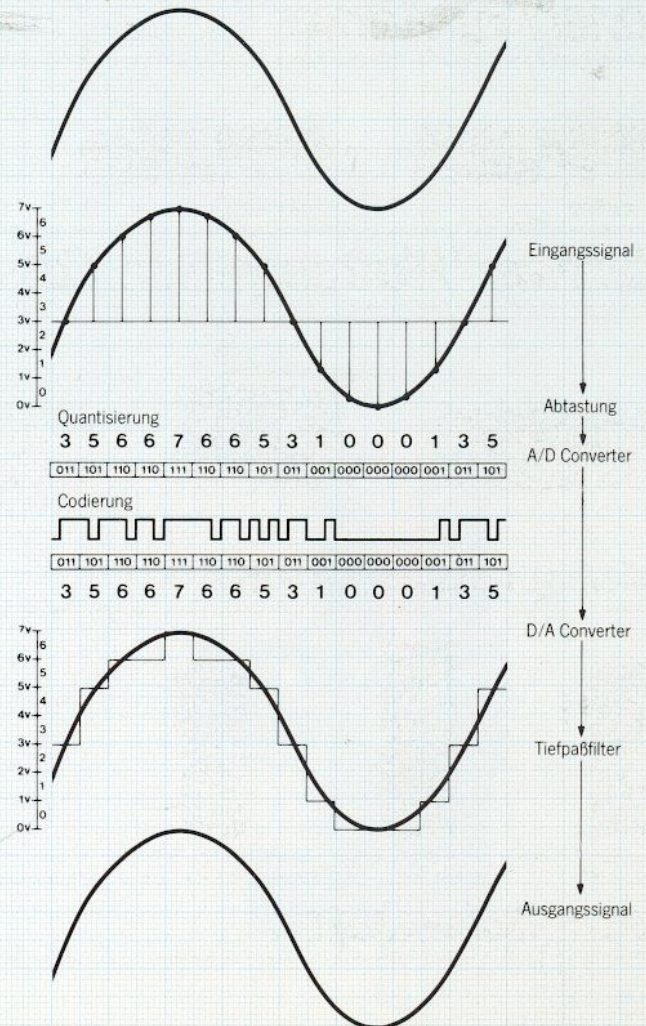 7v
6
6v
5
5v
4
4v
3
3v
2
2v
1
1v
0
0v
Eingangssignal
Abtastung
Quantisierung
3 5 6 6 7 6 6 5 3 1 0 0 0 1 3 5
A/D Converter
011 101 110 110 111 110 110 101 011 001 000 000 000 001 011 101
Codierung
011 101 110 110 111 110 110 101 011 001 000 000 000 001 011 101
3 5 6 6 7 6 6 5 3 1 0 0 0 1 3 5
D/A Converter
7v
6
6v
5
5v
4
4v
3
3v
2
2v
1
1v
0
0v
Tiefpaßfilter
Ausgangssignal